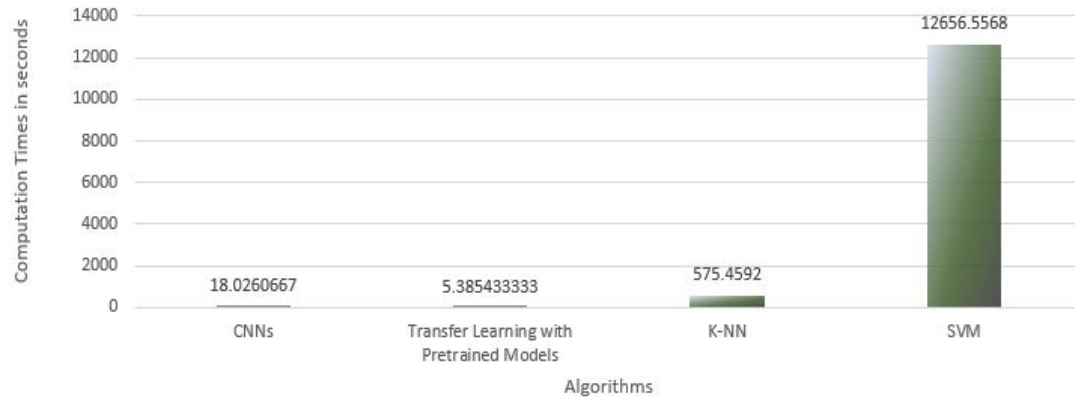 Computation Times in seconds
14000
12000
10000
8000
6000
4000
2000
0
18.0260667
5.385433333
575.4592
12656.5568
CNNs
Transfer Learning with
Pretrained Models
K-NN
SVM
Algorithms